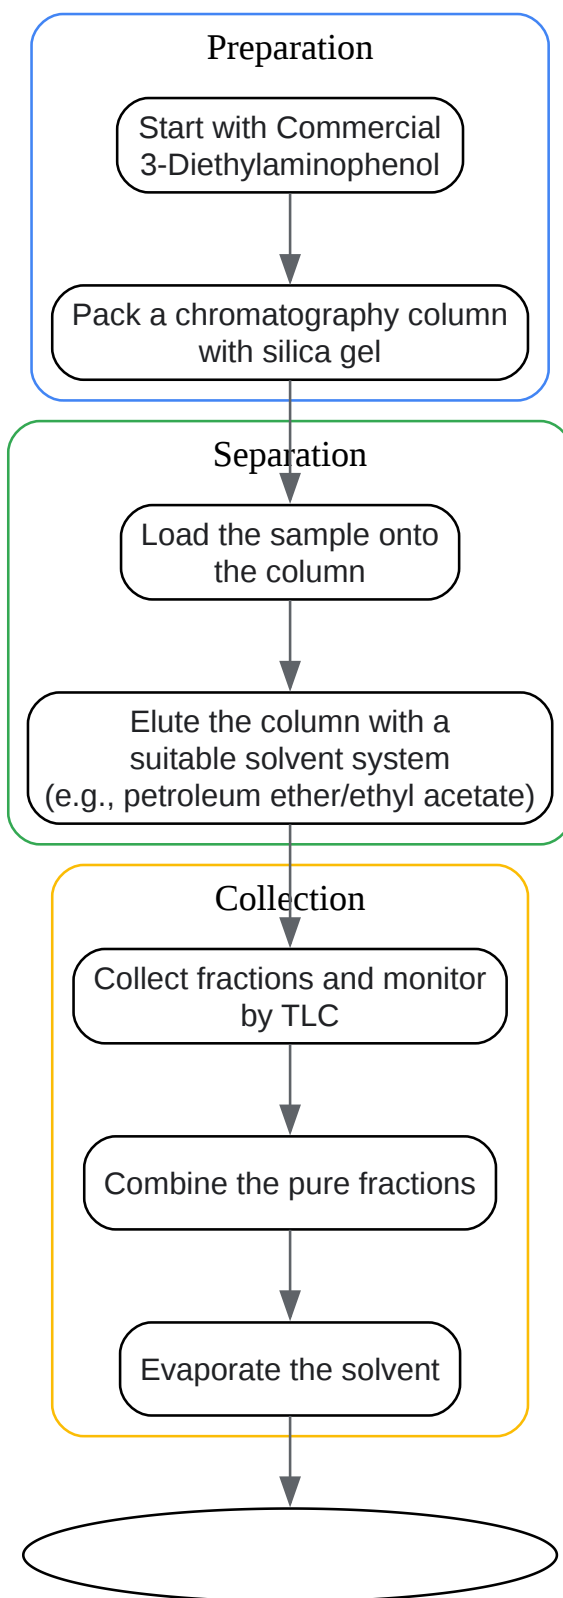 Preparation
Start with Commercial
3-Diethylaminophenol
Pack a chromatography column
with silica gel
Separation
Load the sample onto
the column
Elute the column with a
suitable solvent system
(e.g., petroleum ether/ethyl acetate)
Collection
Collect fractions and monitor
by TLC
Combine the pure fractions
Evaporate the solvent